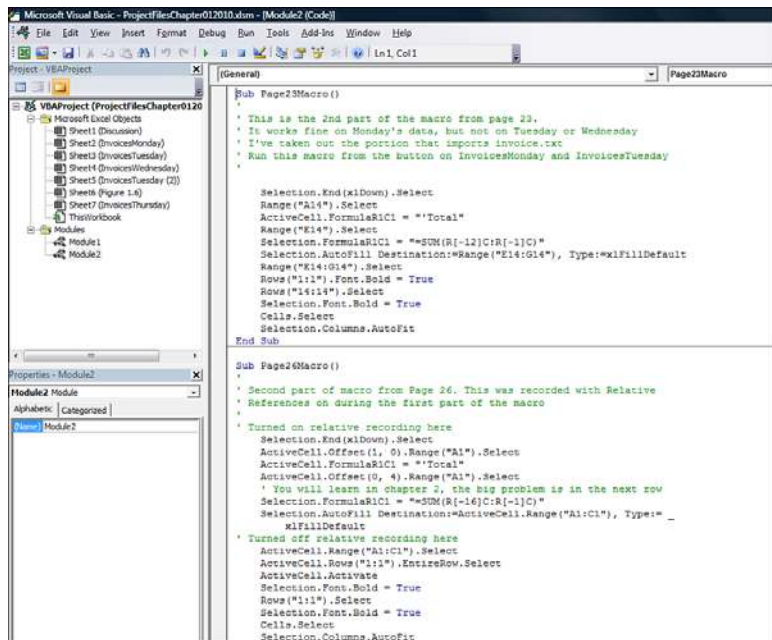 Microsoft Visual Basic - ProjectFilesChapter012010.xlsm - [Module2 (Code)]
File Edit View Insert Format Debug Run Tools Add-Ins Window Help
Ln 1, Col 1
Project - VBAProject
VBAProject (ProjectFilesChapter0120
Microsoft Excel Objects
Sheet1 (Discussion)
Sheet2 (InvoicesMonday)
Sheet3 (InvoicesTuesday)
Sheet4 (InvoicesWednesday)
Sheet5 (InvoicesTuesday (2))
Sheet6 (Figure 1.6)
Sheet7 (InvoicesThursday)
ThisWorkbook
Modules
Module1
Module2
Properties - Module2
Module2 Module
Alphabetic Categorized
(Name) Module2
(General) Page23Macro
Sub Page23Macro()
'
' This is the 2nd part of the macro from page 23.
' It works fine on Monday's data, but not on Tuesday or Wednesday
' I've taken out the portion that imports invoice.txt
' Run this macro from the button on InvoicesMonday and InvoicesTuesday
'
Selection.End(xlDown).Select
Range("A14").Select
ActiveCell.FormulaR1C1 = "'Total"
Range("E14").Select
Selection.FormulaR1C1 = "=SUM(R[-12]C:R[-1]C)"
Selection.AutoFill Destination:=Range("E14:G14"), Type:=xlFillDefault
Range("E14:G14").Select
Rows("1:1").Font.Bold = True
Rows("14:14").Select
Selection.Font.Bold = True
Cells.Select
Selection.Columns.AutoFit
End Sub
Sub Page26Macro()
'
' Second part of macro from Page 26. This was recorded with Relative
' References on during the first part of the macro
'
' Turned on relative recording here
Selection.End(xlDown).Select
ActiveCell.Offset(1, 0).Range("A1").Select
ActiveCell.FormulaR1C1 = "'Total"
ActiveCell.Offset(0, 4).Range("A1").Select
' You will learn in chapter 2, the big problem is in the next row
Selection.FormulaR1C1 = "=SUM(R[-16]C:R[-1]C)"
Selection.AutoFill Destination:=ActiveCell.Range("A1:C1"), Type:= _
xlFillDefault
' Turned off relative recording here
ActiveCell.Range("A1:C1").Select
ActiveCell.Rows("1:1").EntireRow.Select
ActiveCell.Activate
Selection.Font.Bold = True
Rows("1:1").Select
Selection.Font.Bold = True
Cells.Select
Selection.Columns.AutoFit